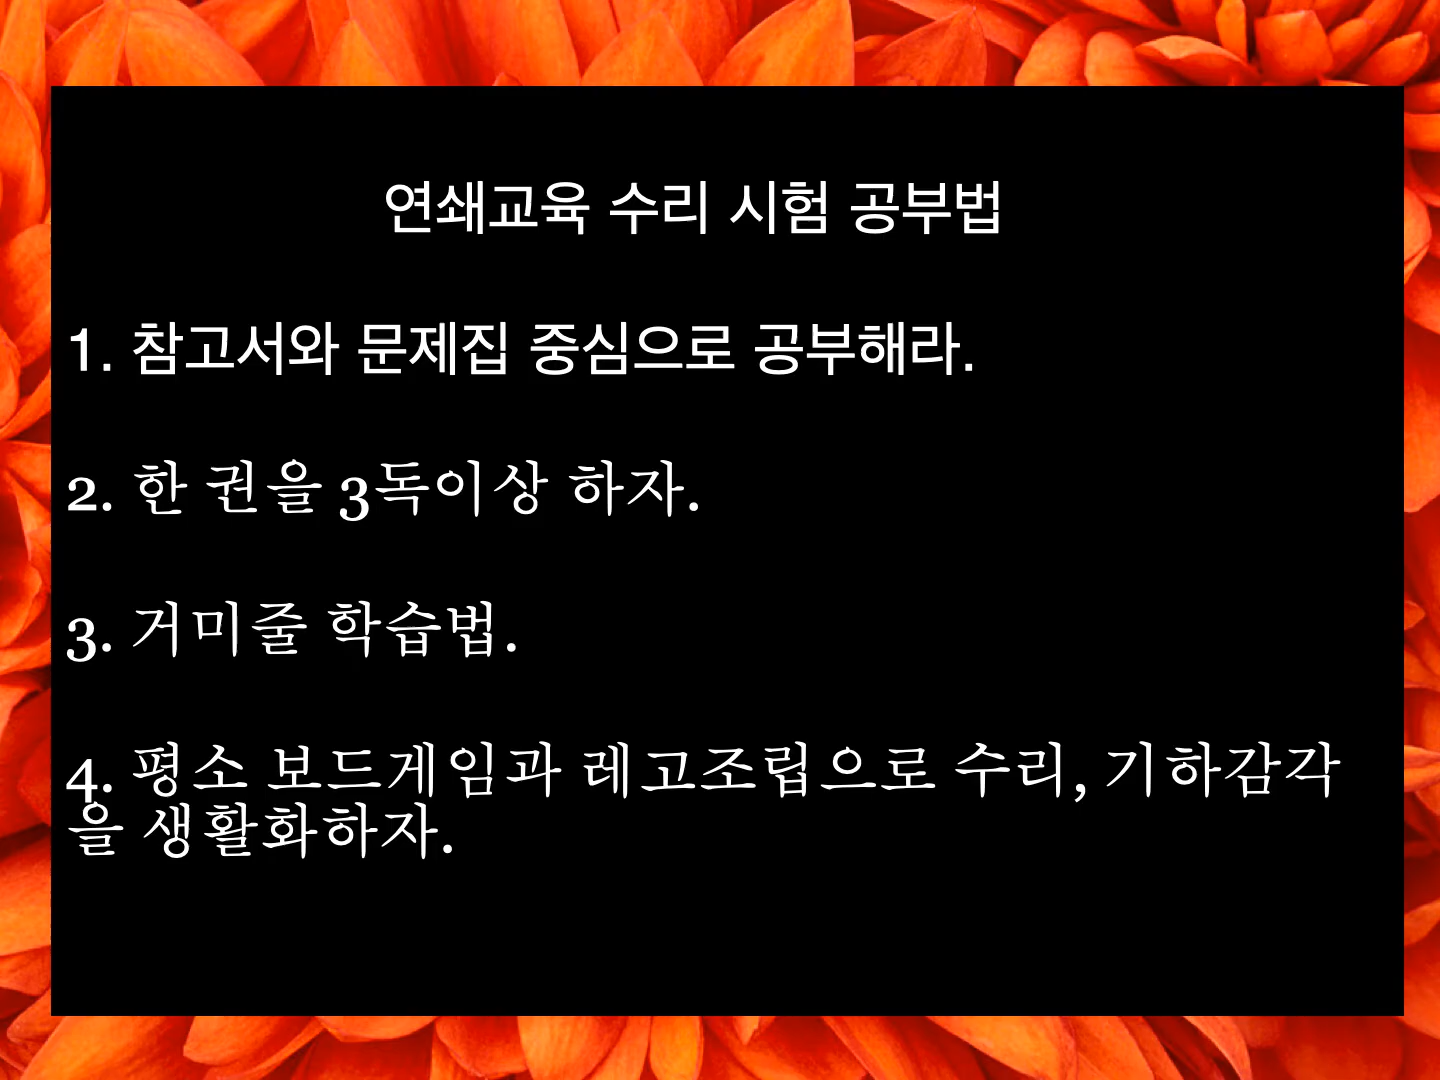 연쇄교육 수리 시험 공부법
1. 참고서와 문제집 중심으로 공부해라.
2. 한 권을 3독이상 하자.
3. 거미줄 학습법.
4. 평소 보드게임과 레고조립으로 수리, 기하감각
을 생활화하자.